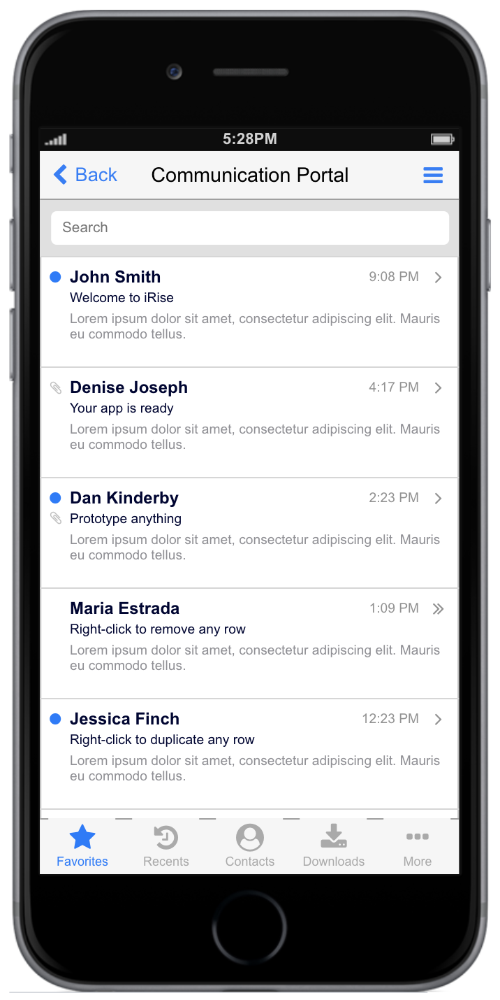 5:28PM
Back
Communication Portal
Search
John Smith
9:08 PM
Welcome to iRise
Lorem ipsum dolor sit amet, consectetur adipiscing elit. Mauris
eu commodo tellus.
Denise Joseph
4:17 PM
Your app is ready
Lorem ipsum dolor sit amet, consectetur adipiscing elit. Mauris
eu commodo tellus.
Dan Kinderby
2:23 PM
Prototype anything
Lorem ipsum dolor sit amet, consectetur adipiscing elit. Mauris
eu commodo tellus.
Maria Estrada
1:09 PM
Right-click to remove any row
Lorem ipsum dolor sit amet, consectetur adipiscing elit. Mauris
eu commodo tellus.
Jessica Finch
12:23 PM
Right-click to duplicate any row
Lorem ipsum dolor sit amet, consectetur adipiscing elit. Mauris
eu commodo tellus.
Favorites
Recents
Contacts
Downloads
More